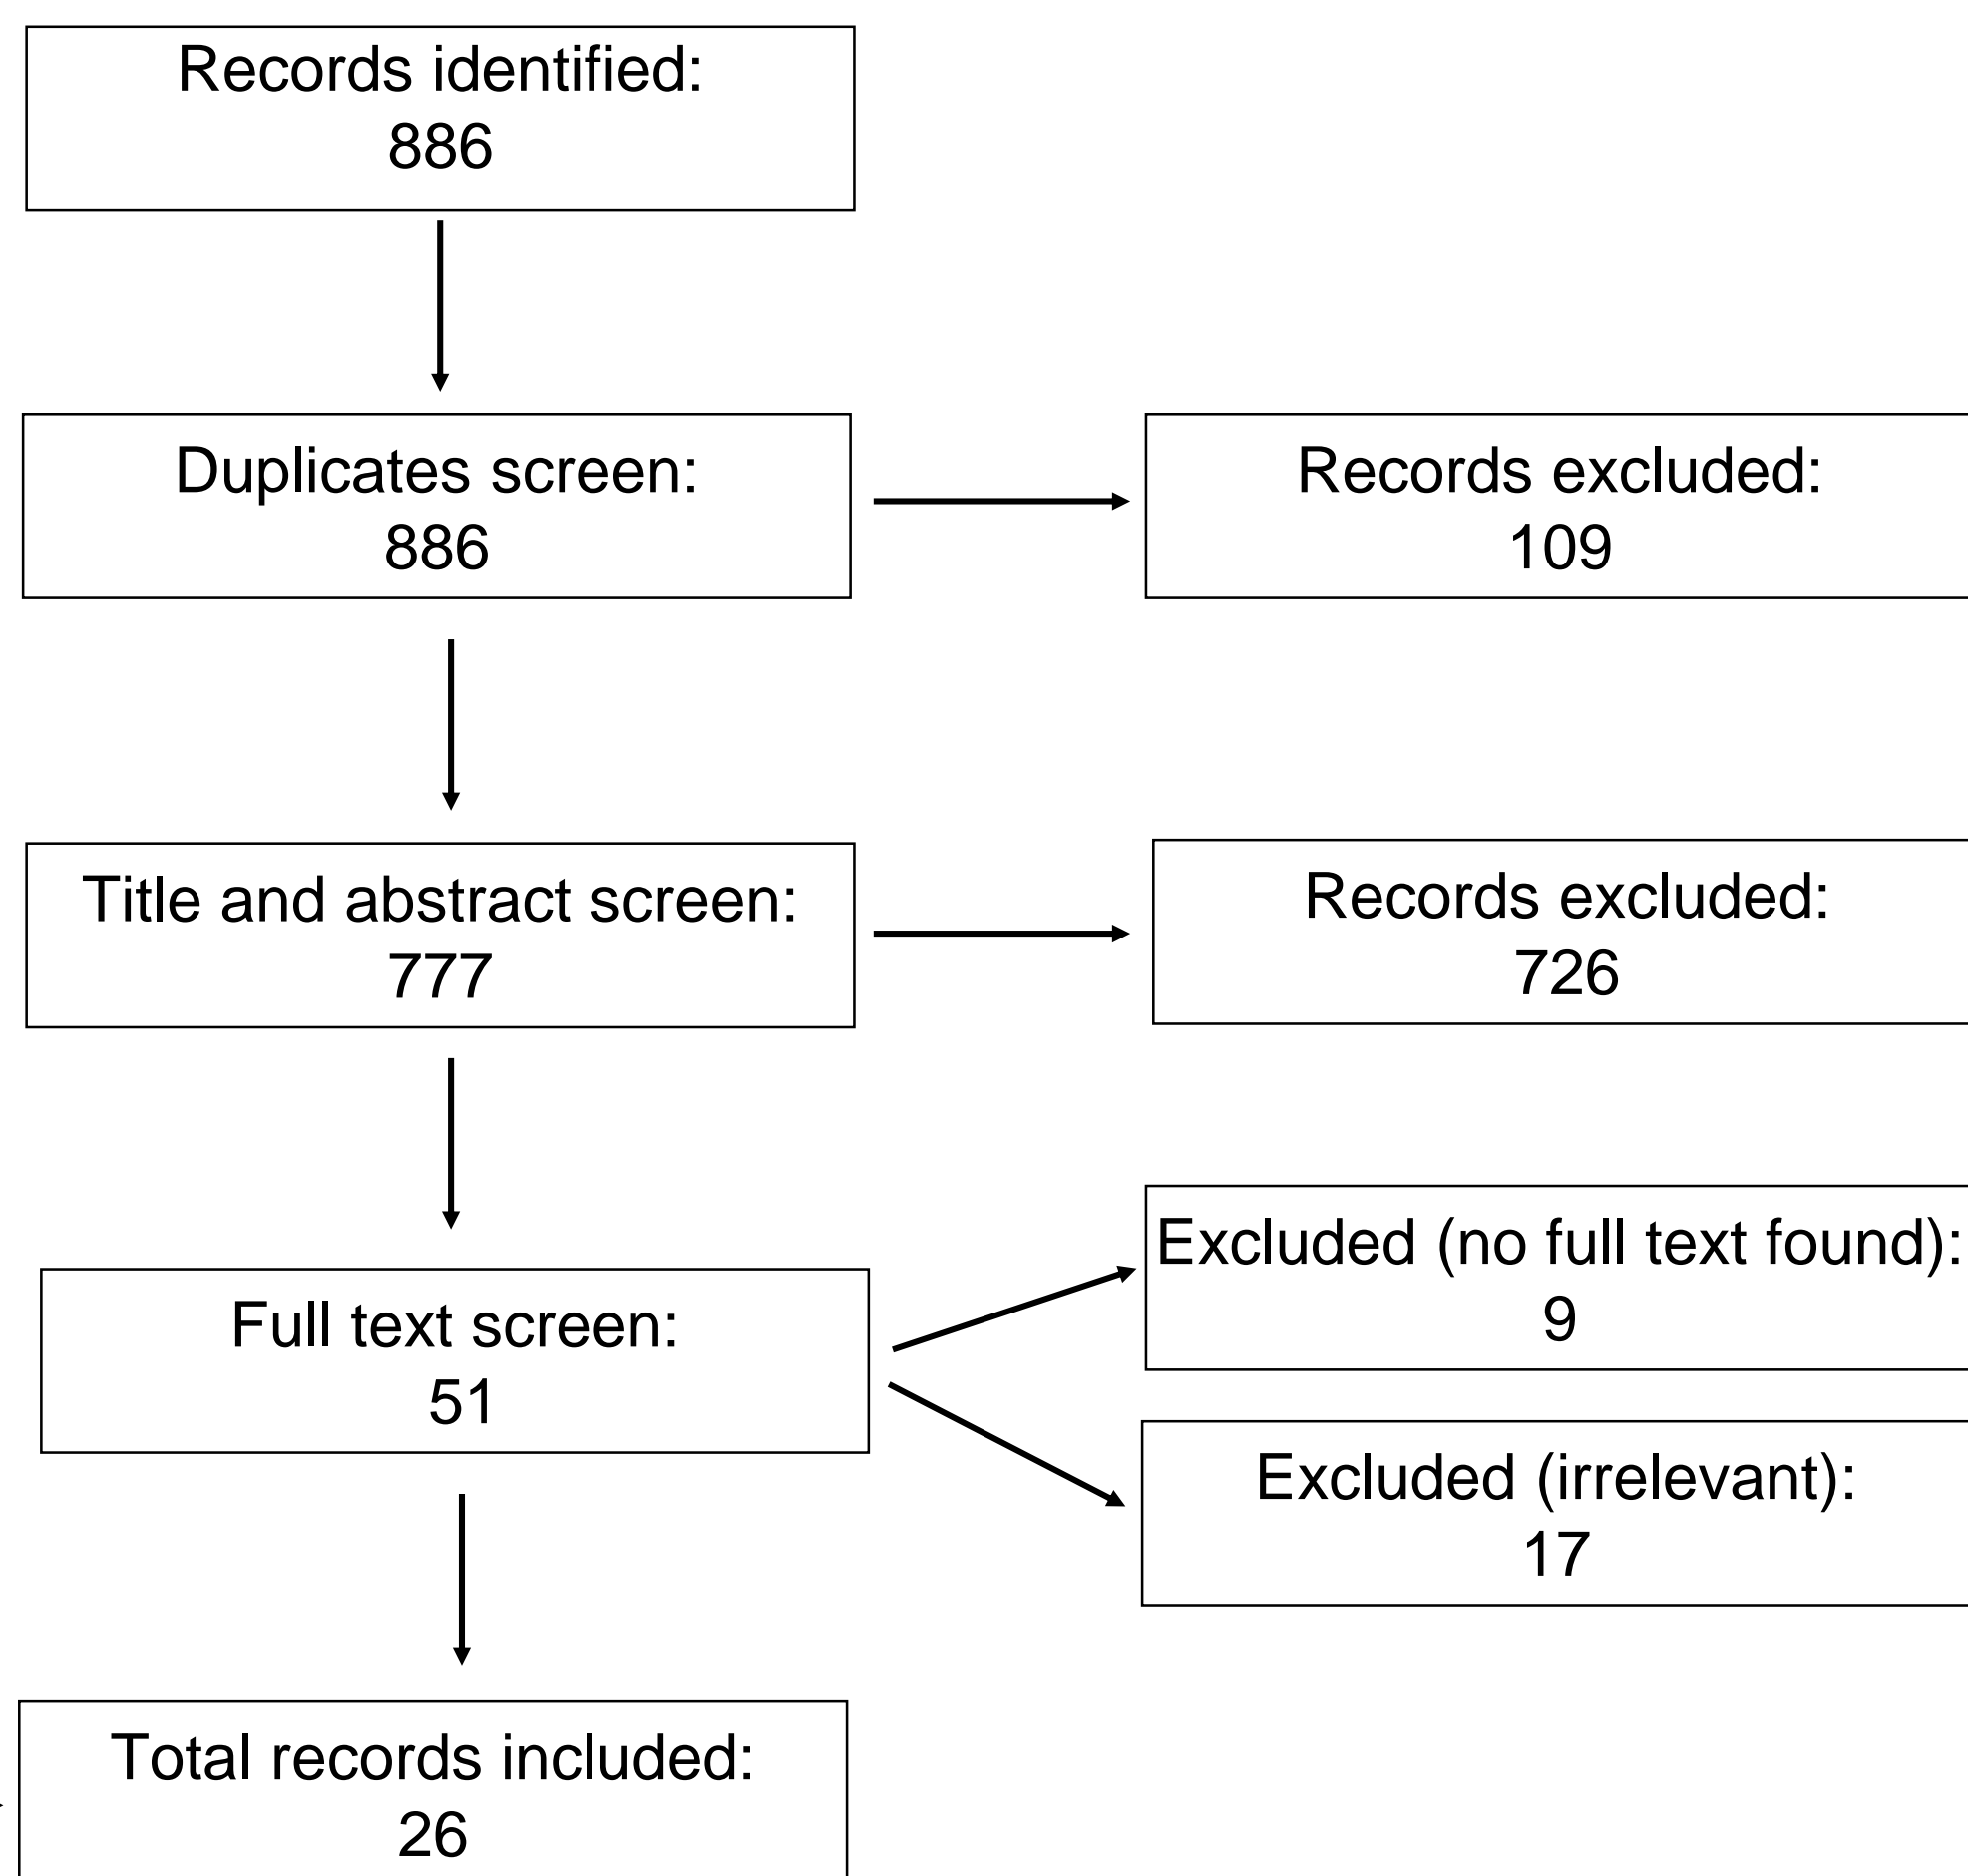 Records identified:
886
Duplicates screen:
886
Records excluded:
109
Title and abstract screen:
777
Records excluded:
726
Full text screen:
51
Excluded (no full text found):
9
Excluded (irrelevant):
17
Total records included:
26